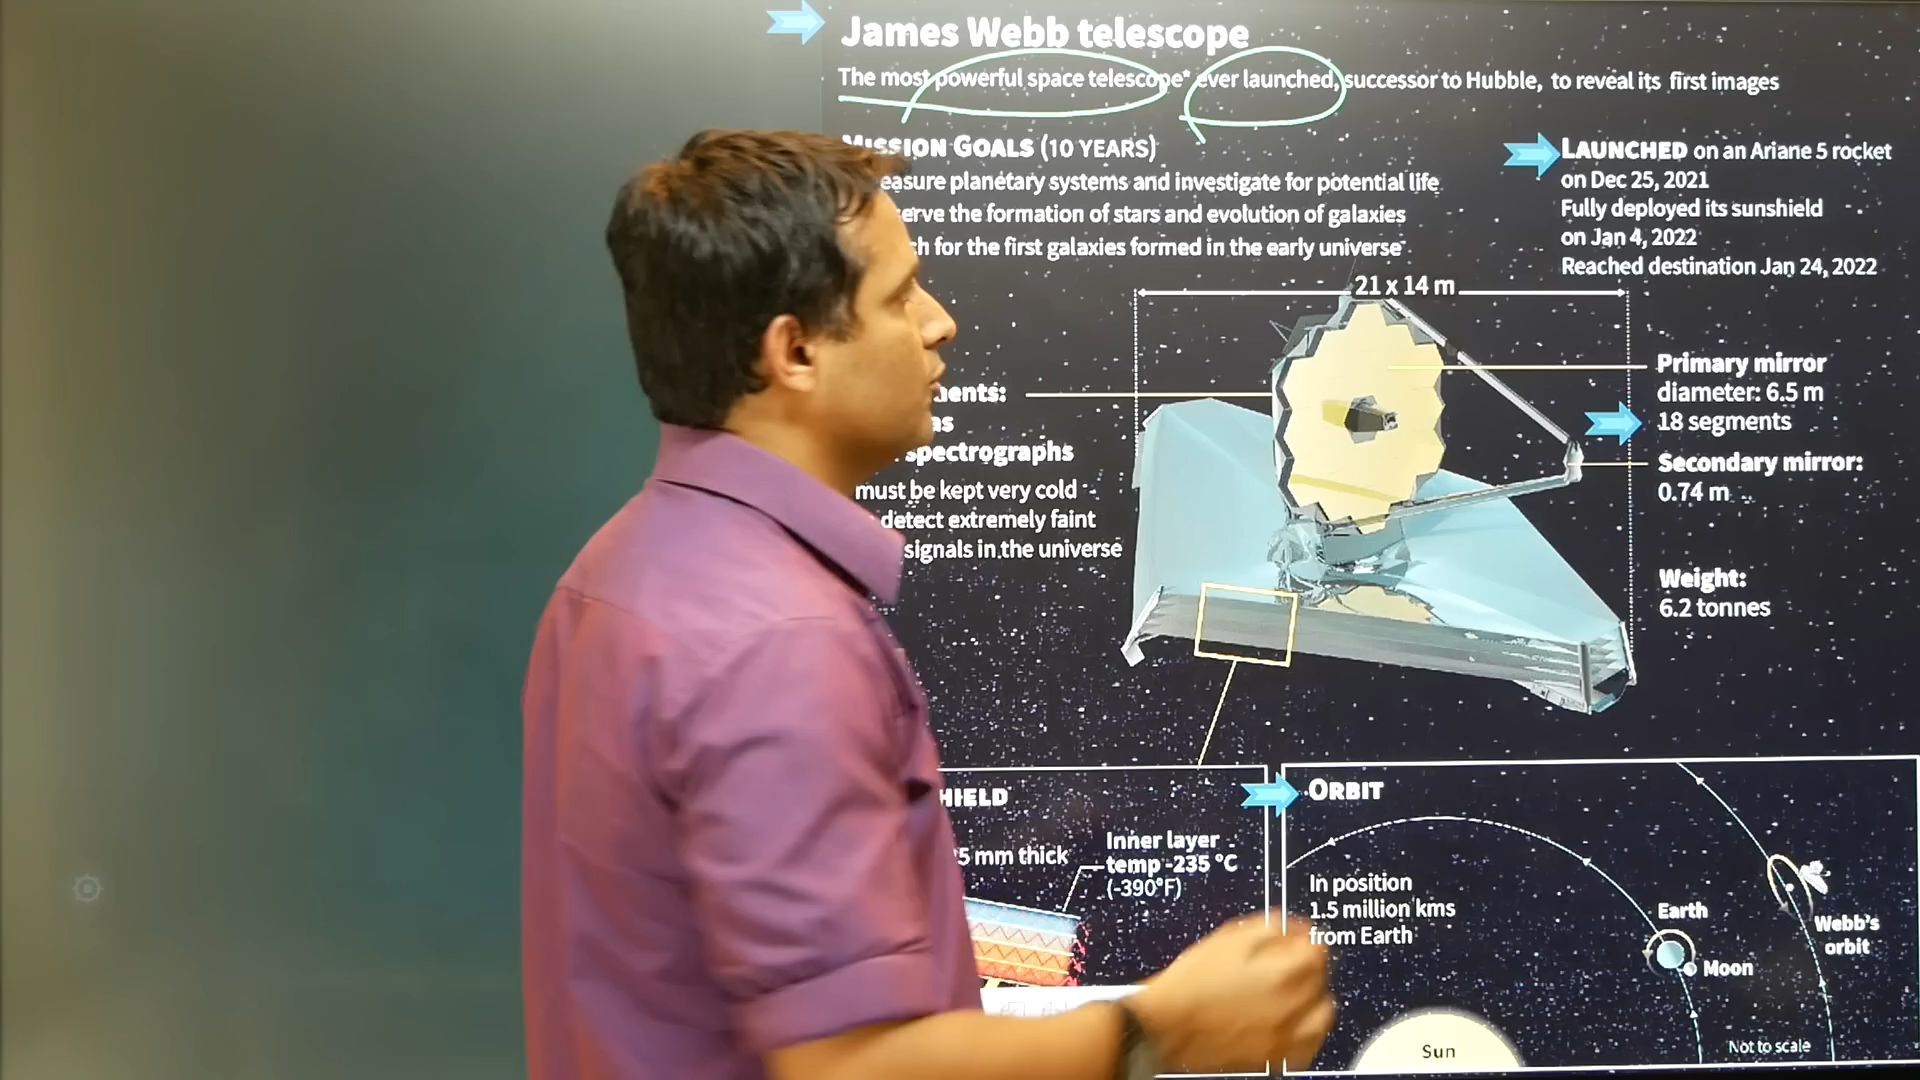 James Webb telescope
The most powerful space telescope* ever launched, successor to Hubble, to reveal its first images
MISSION GOALS (10 YEARS)
easure planetary systems and investigate for potential life
erve the formation of stars and evolution of galaxies
ch for the first galaxies formed in the early universe
LAUNCHED on an Ariane 5 rocket
on Dec 25, 2021
Fully deployed its sunshield
on Jan 4, 2022
Reached destination Jan 24, 2022
21 x 14 m
Primary mirror
diameter: 6.5 m
18 segments
Secondary mirror:
0.74 m
Weight:
6.2 tonnes
ments:
as
spectrographs
must be kept very cold
detect extremely faint
signals in the universe
HIELD
5 mm thick
Inner layer
temp -235 °C
(-390°F)
ORBIT
In position
1.5 million kms
from Earth
Earth
Moon
Webb's
orbit
Sun
Not to scale